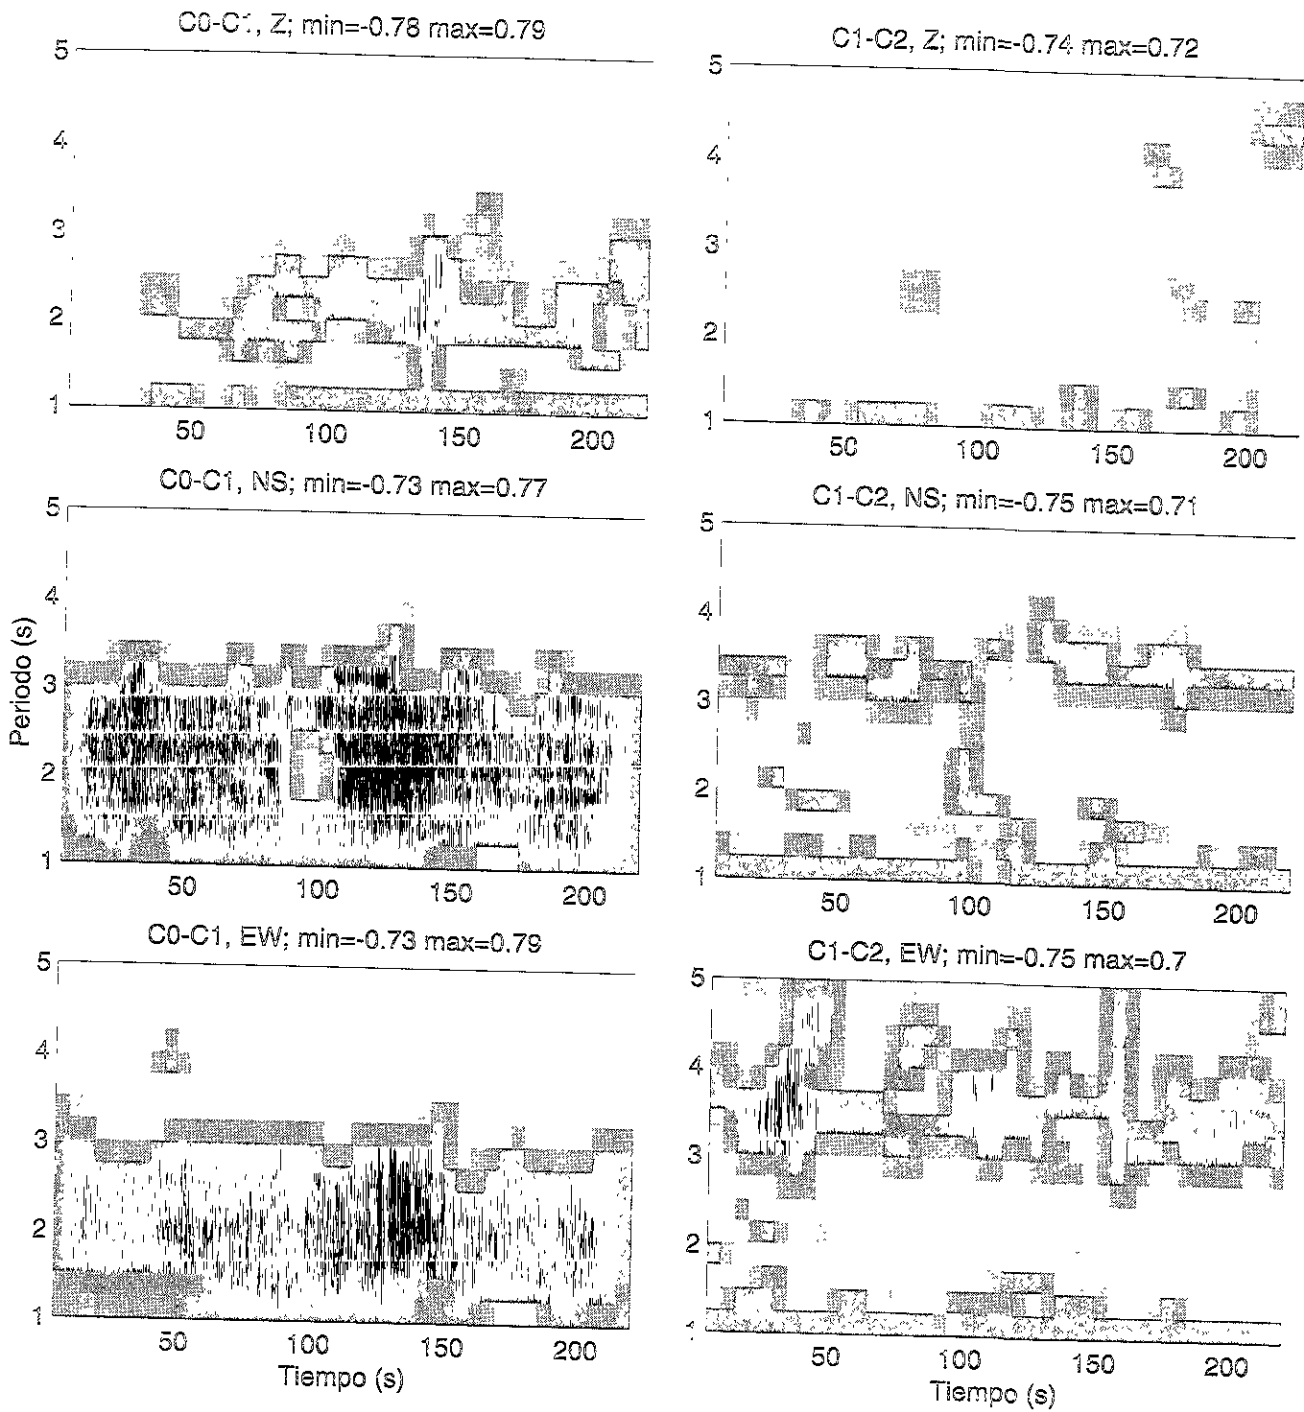 C0-C1, Z; min=-0.78 max=0.79
5
4
3
2
1
50 100 150 200
C1-C2, Z; min=-0.74 max=0.72
5
4
3
2
1
50 100 150 200
C0-C1, NS; min=-0.73 max=0.77
Periodo (s)
5
4
3
2
1
50 100 150 200
C1-C2, NS; min=-0.75 max=0.71
5
4
3
2
1
50 100 150 200
C0-C1, EW; min=-0.73 max=0.79
5
4
3
2
1
50 100 150 200
Tiempo (s)
C1-C2, EW; min=-0.75 max=0.7
5
4
3
2
1
50 100 150 200
Tiempo (s)